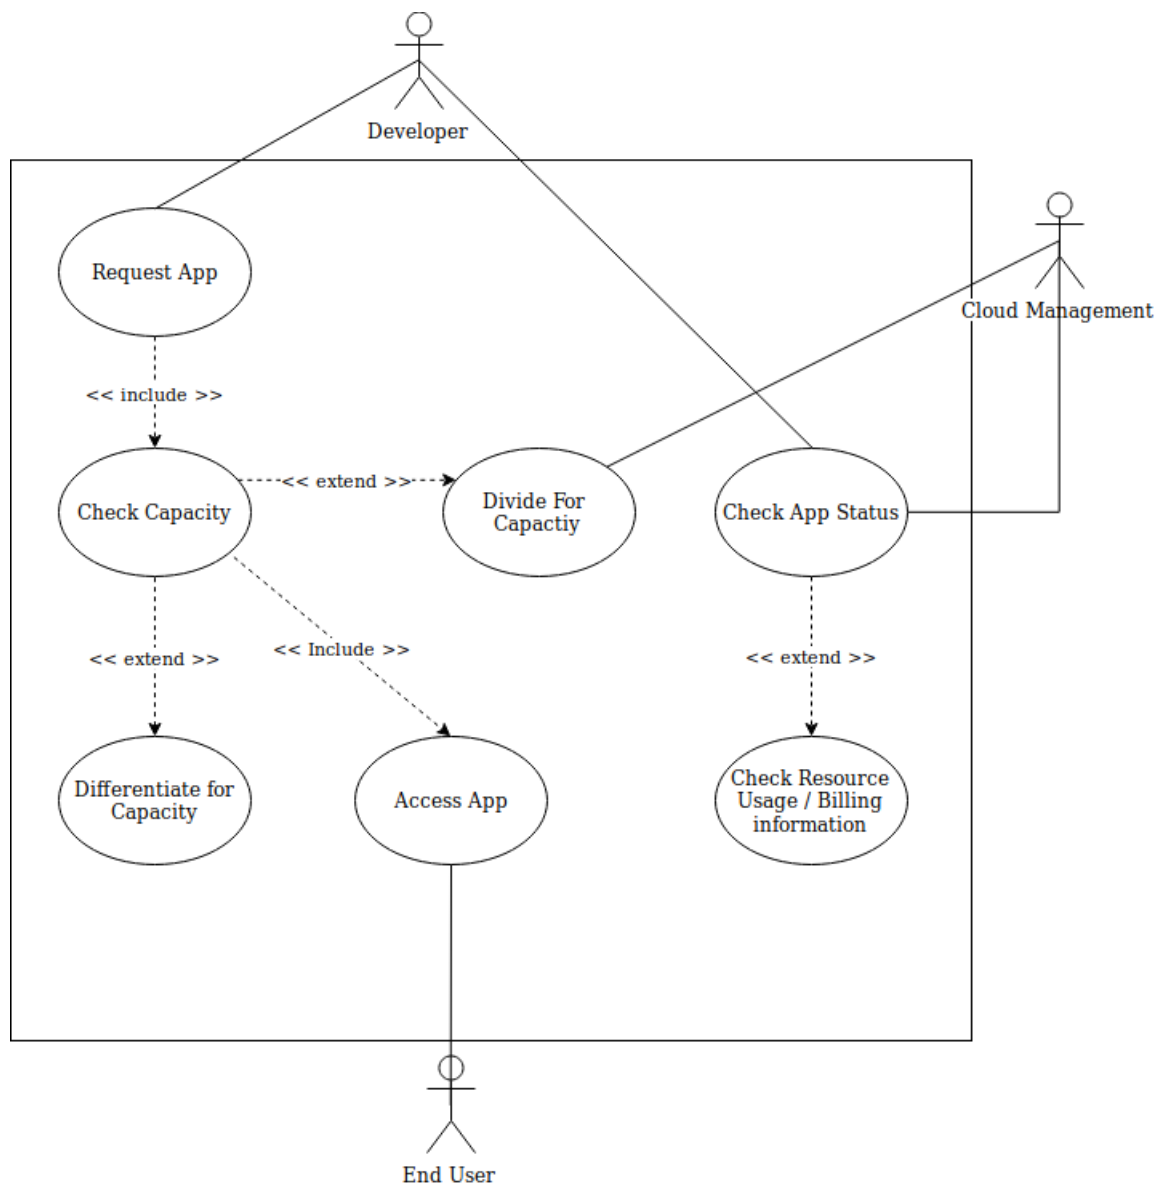 Developer
Cloud Management
Request App
<< include >>
Check Capacity
<< extend >>
Divide For
Capactiy
Check App Status
<< extend >>
<< Include >>
<< extend >>
Differentiate for
Capacity
Access App
Check Resource
Usage / Billing
information
End User